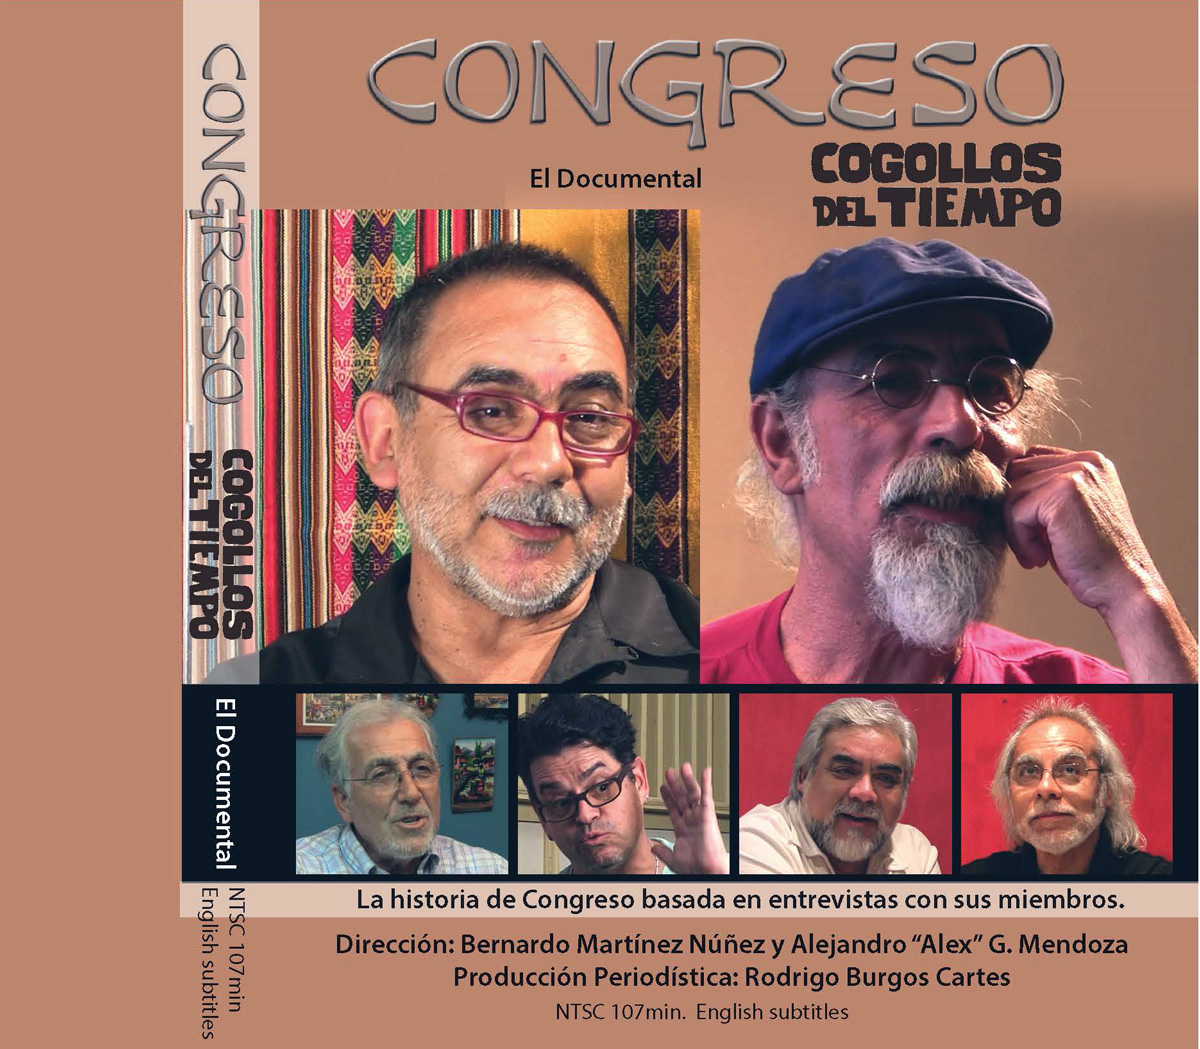 CONGRESO
COGOLLOS
DEL TIEMPO
El Documental
NTSC 107min
English subtitles
CONGRESO
El Documental
COGOLLOS
DEL TIEMPO
La historia de Congreso basada en entrevistas con sus miembros.
Dirección: Bernardo Martínez Núñez y Alejandro “Alex” G. Mendoza
Producción Periodística: Rodrigo Burgos Cartes
NTSC 107min. English subtitles